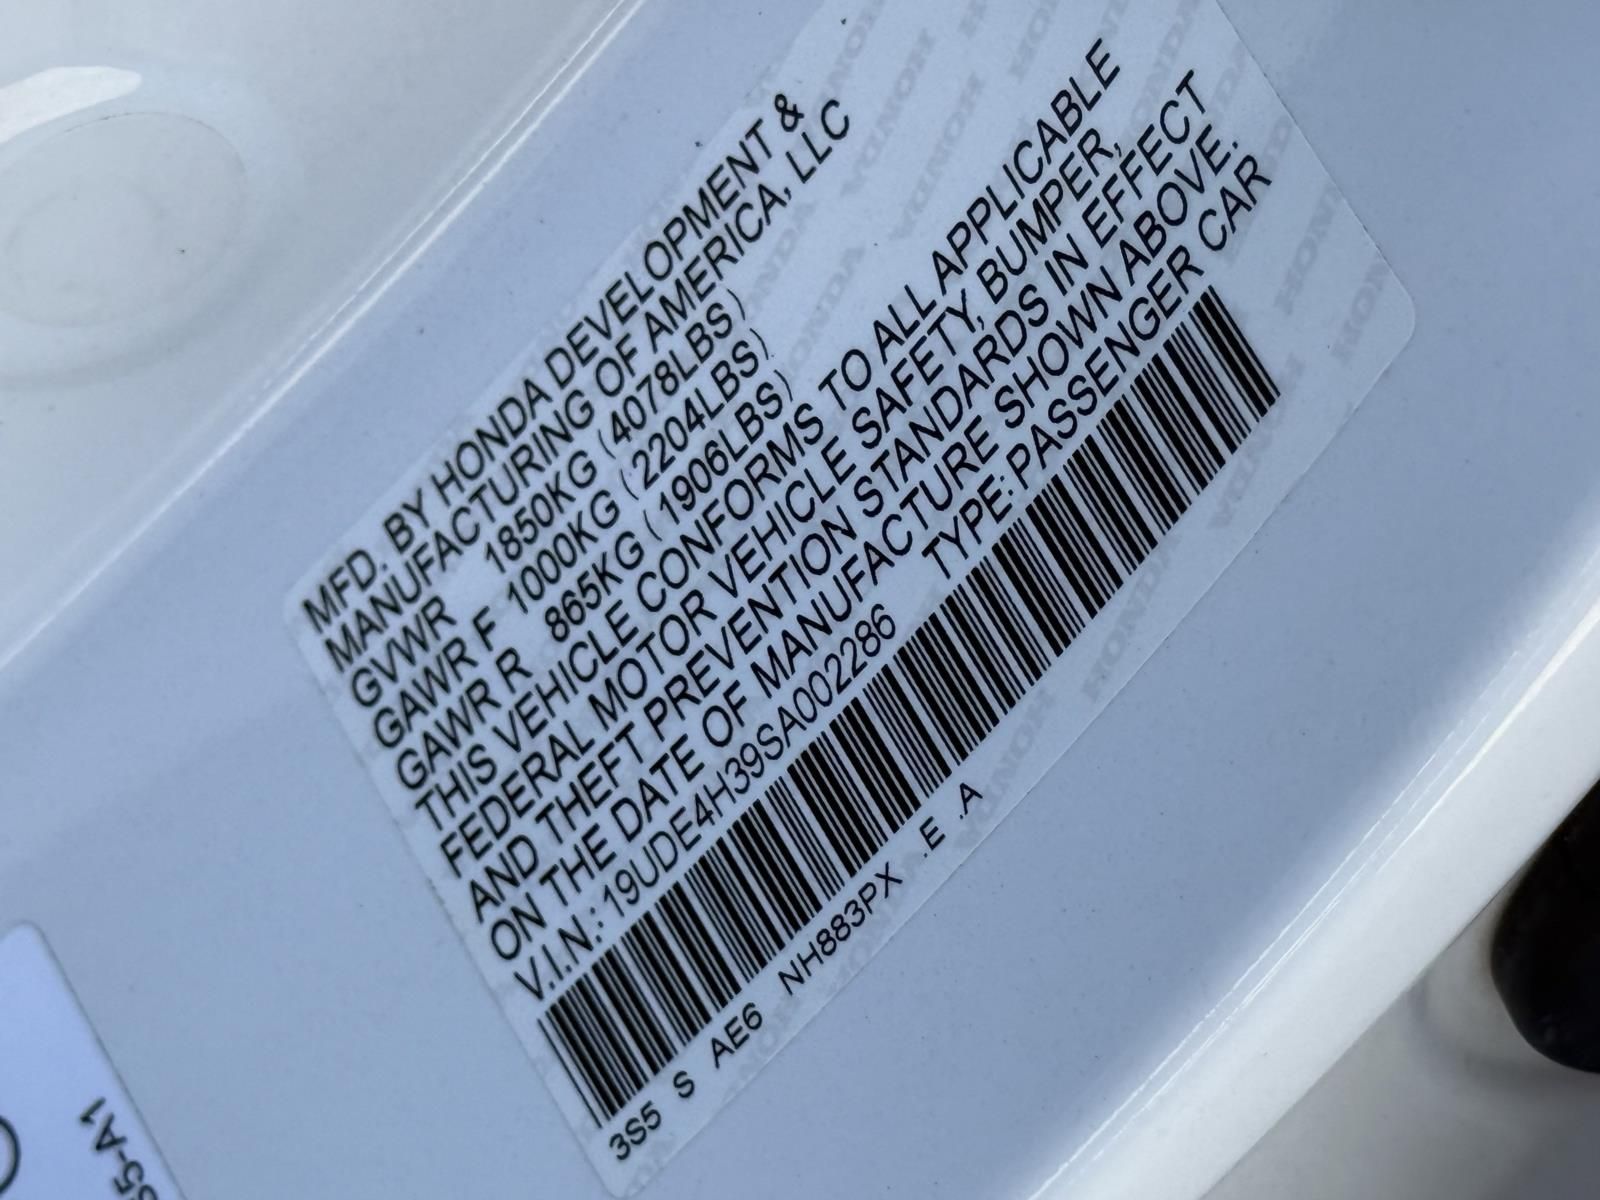 MFD. BY HONDA DEVELOPMENT &
MANUFACTURING OF AMERICA, LLC
GVWR 1850KG (4078LBS)
GAWR F 1000KG (2204LBS)
GAWR R 865KG (1906LBS)
THIS VEHICLE CONFORMS TO ALL APPLICABLE
FEDERAL MOTOR VEHICLE SAFETY, BUMPER,
AND THEFT PREVENTION STANDARDS IN EFFECT
ON THE DATE OF MANUFACTURE SHOWN ABOVE.
V.I.N.: 19UDE4H39SA002286 TYPE: PASSENGER CAR
3S5 S AE6 NH883PX .E .A